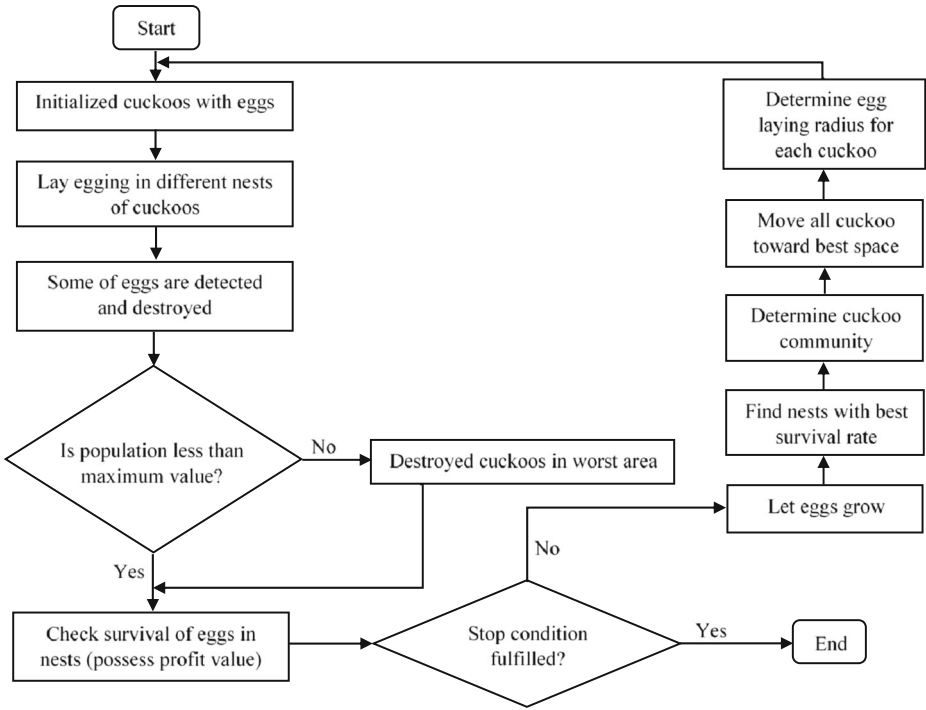 Start
Initialized cuckoos with eggs
Lay egging in different nests
of cuckoos
Some of eggs are detected
and destroyed
Is population less than
maximum value?
No
Destroyed cuckoos in worst area
Yes
Check survival of eggs in
nests (possess profit value)
Stop condition
fulfilled?
Yes
End
No
Let eggs grow
Find nests with best
survival rate
Determine cuckoo
community
Move all cuckoo
toward best space
Determine egg
laying radius for
each cuckoo